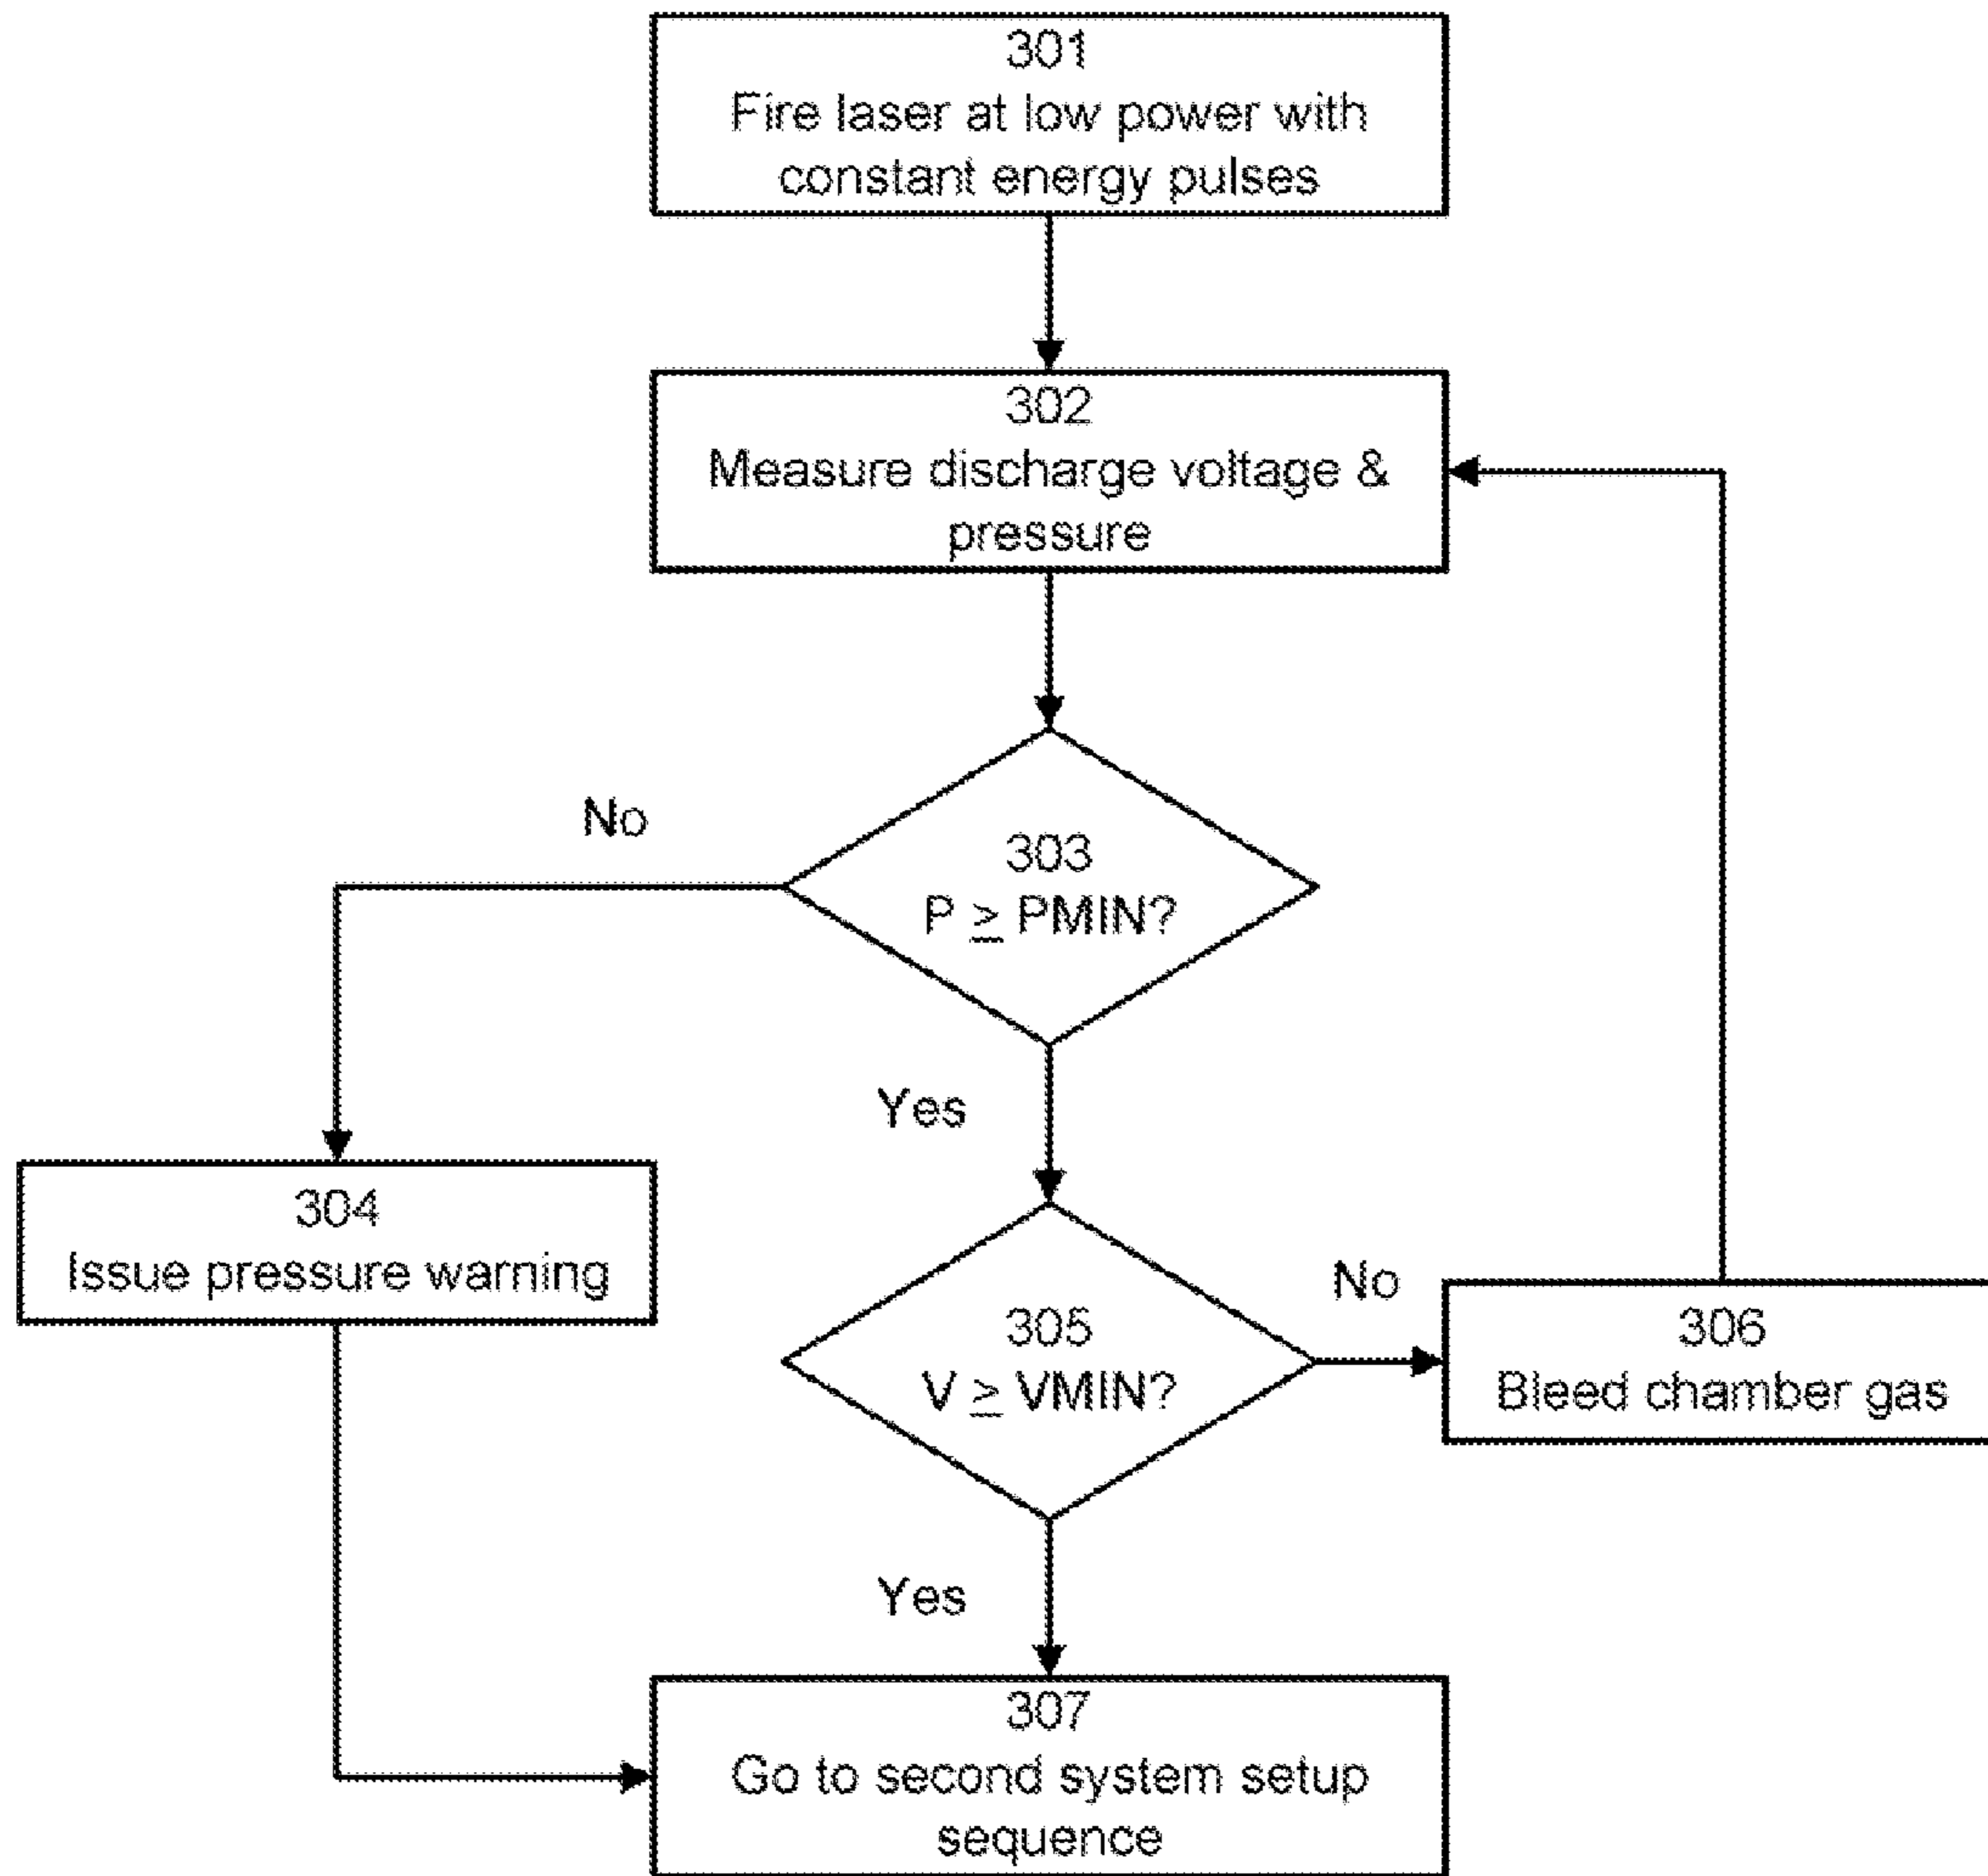 301
Fire laser at low power with
constant energy pulses
302
Measure discharge voltage &
pressure
No
303
P ≥ PMIN?
Yes
304
Issue pressure warning
305
V ≥ VMIN?
No
306
Bleed chamber gas
Yes
307
Go to second system setup
sequence